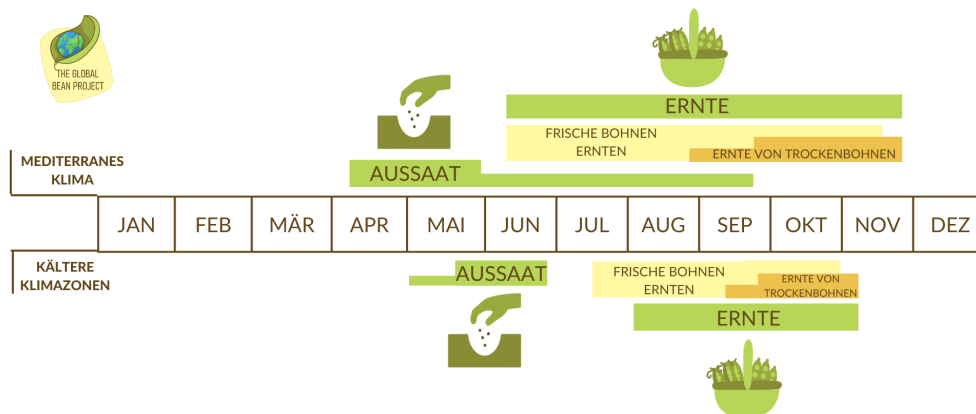 THE GLOBAL
BEAN PROJECT
ERNTE
FRISCHE BOHNEN
ERNTEN
ERNTE VON TROCKENBOHNEN
MEDITERRANES
KLIMA
AUSSAAT
JAN FEB MÄR APR MAI JUN JUL AUG SEP OKT NOV DEZ
KÄLTERE
KLIMAZONEN
AUSSAAT
FRISCHE BOHNEN
ERNTEN
ERNTE VON
TROCKENBOHNEN
ERNTE